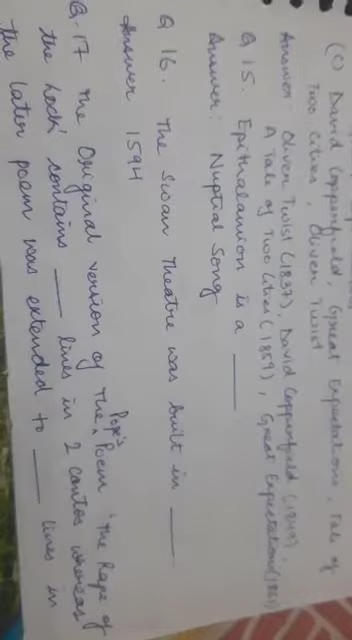 (c) David Copperfield, Great Expectations, Tale of
Two Cities, Oliver Twist
Answer: Oliver Twist (1837), David Copperfield (1849)
A Tale of Two Cities (1859), Great Expectations (1861)
Q 15. Epithalamion is a ____
Answer: Nuptial Song
Q 16. The Swan Theatre was built in ____.
Answer 1594
Q.17 The Original version of The Pope's Poem 'The Rape of
the Lock' contains ____ lines in 2 cantos whereas
the later poem was extended to ____ lines in